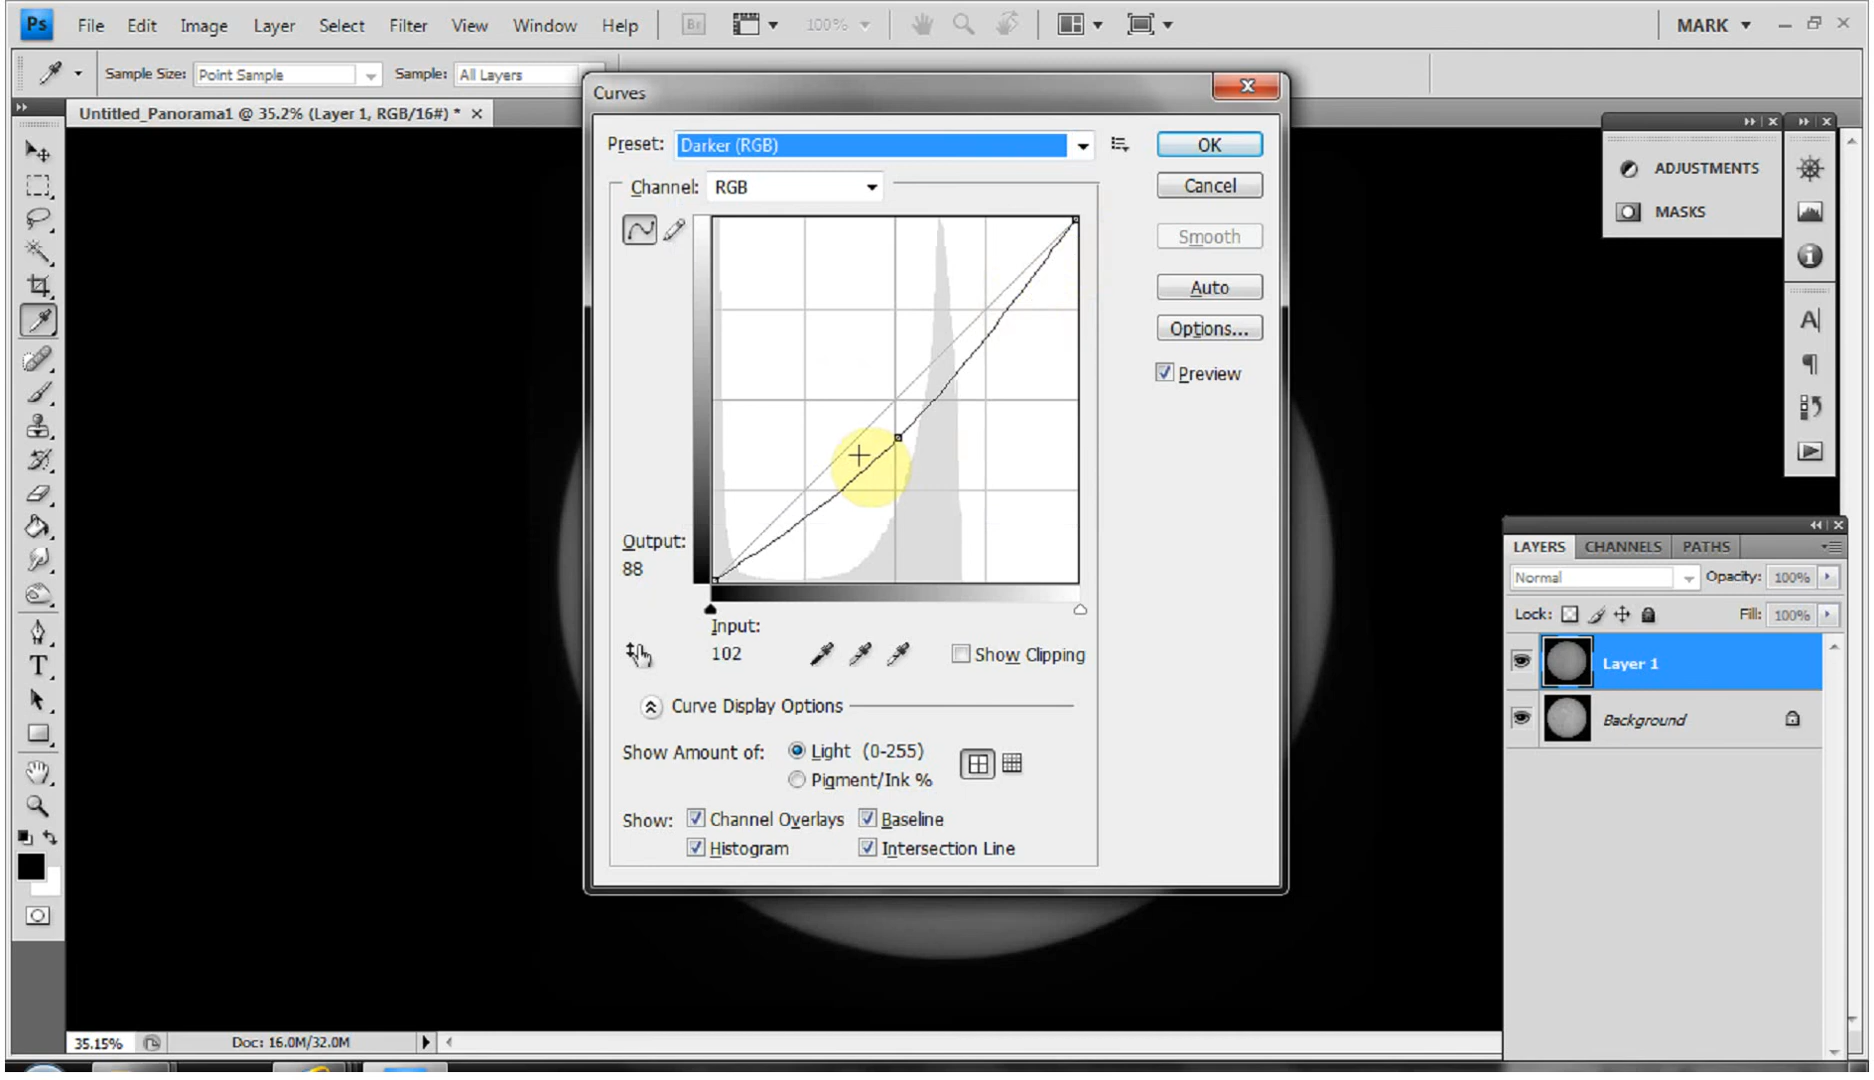 Ps File Edit Image Layer Select Filter View Window Help Br 100% MARK
Sample Size: Point Sample Sample: All Layers
Untitled_Panorama1 @ 35.2% (Layer 1, RGB/16#) *
Curves
Preset: Darker (RGB) OK
Channel: RGB Cancel
Smooth
Auto
Options...
Preview
Output:
88
Input:
102
Show Clipping
Curve Display Options
Show Amount of: Light (0-255)
Pigment/Ink %
Show: Channel Overlays Baseline
Histogram Intersection Line
ADJUSTMENTS
MASKS
LAYERS CHANNELS PATHS
Normal Opacity: 100%
Lock: Fill: 100%
Layer 1
Background
35.15% Doc: 16.0M/32.0M